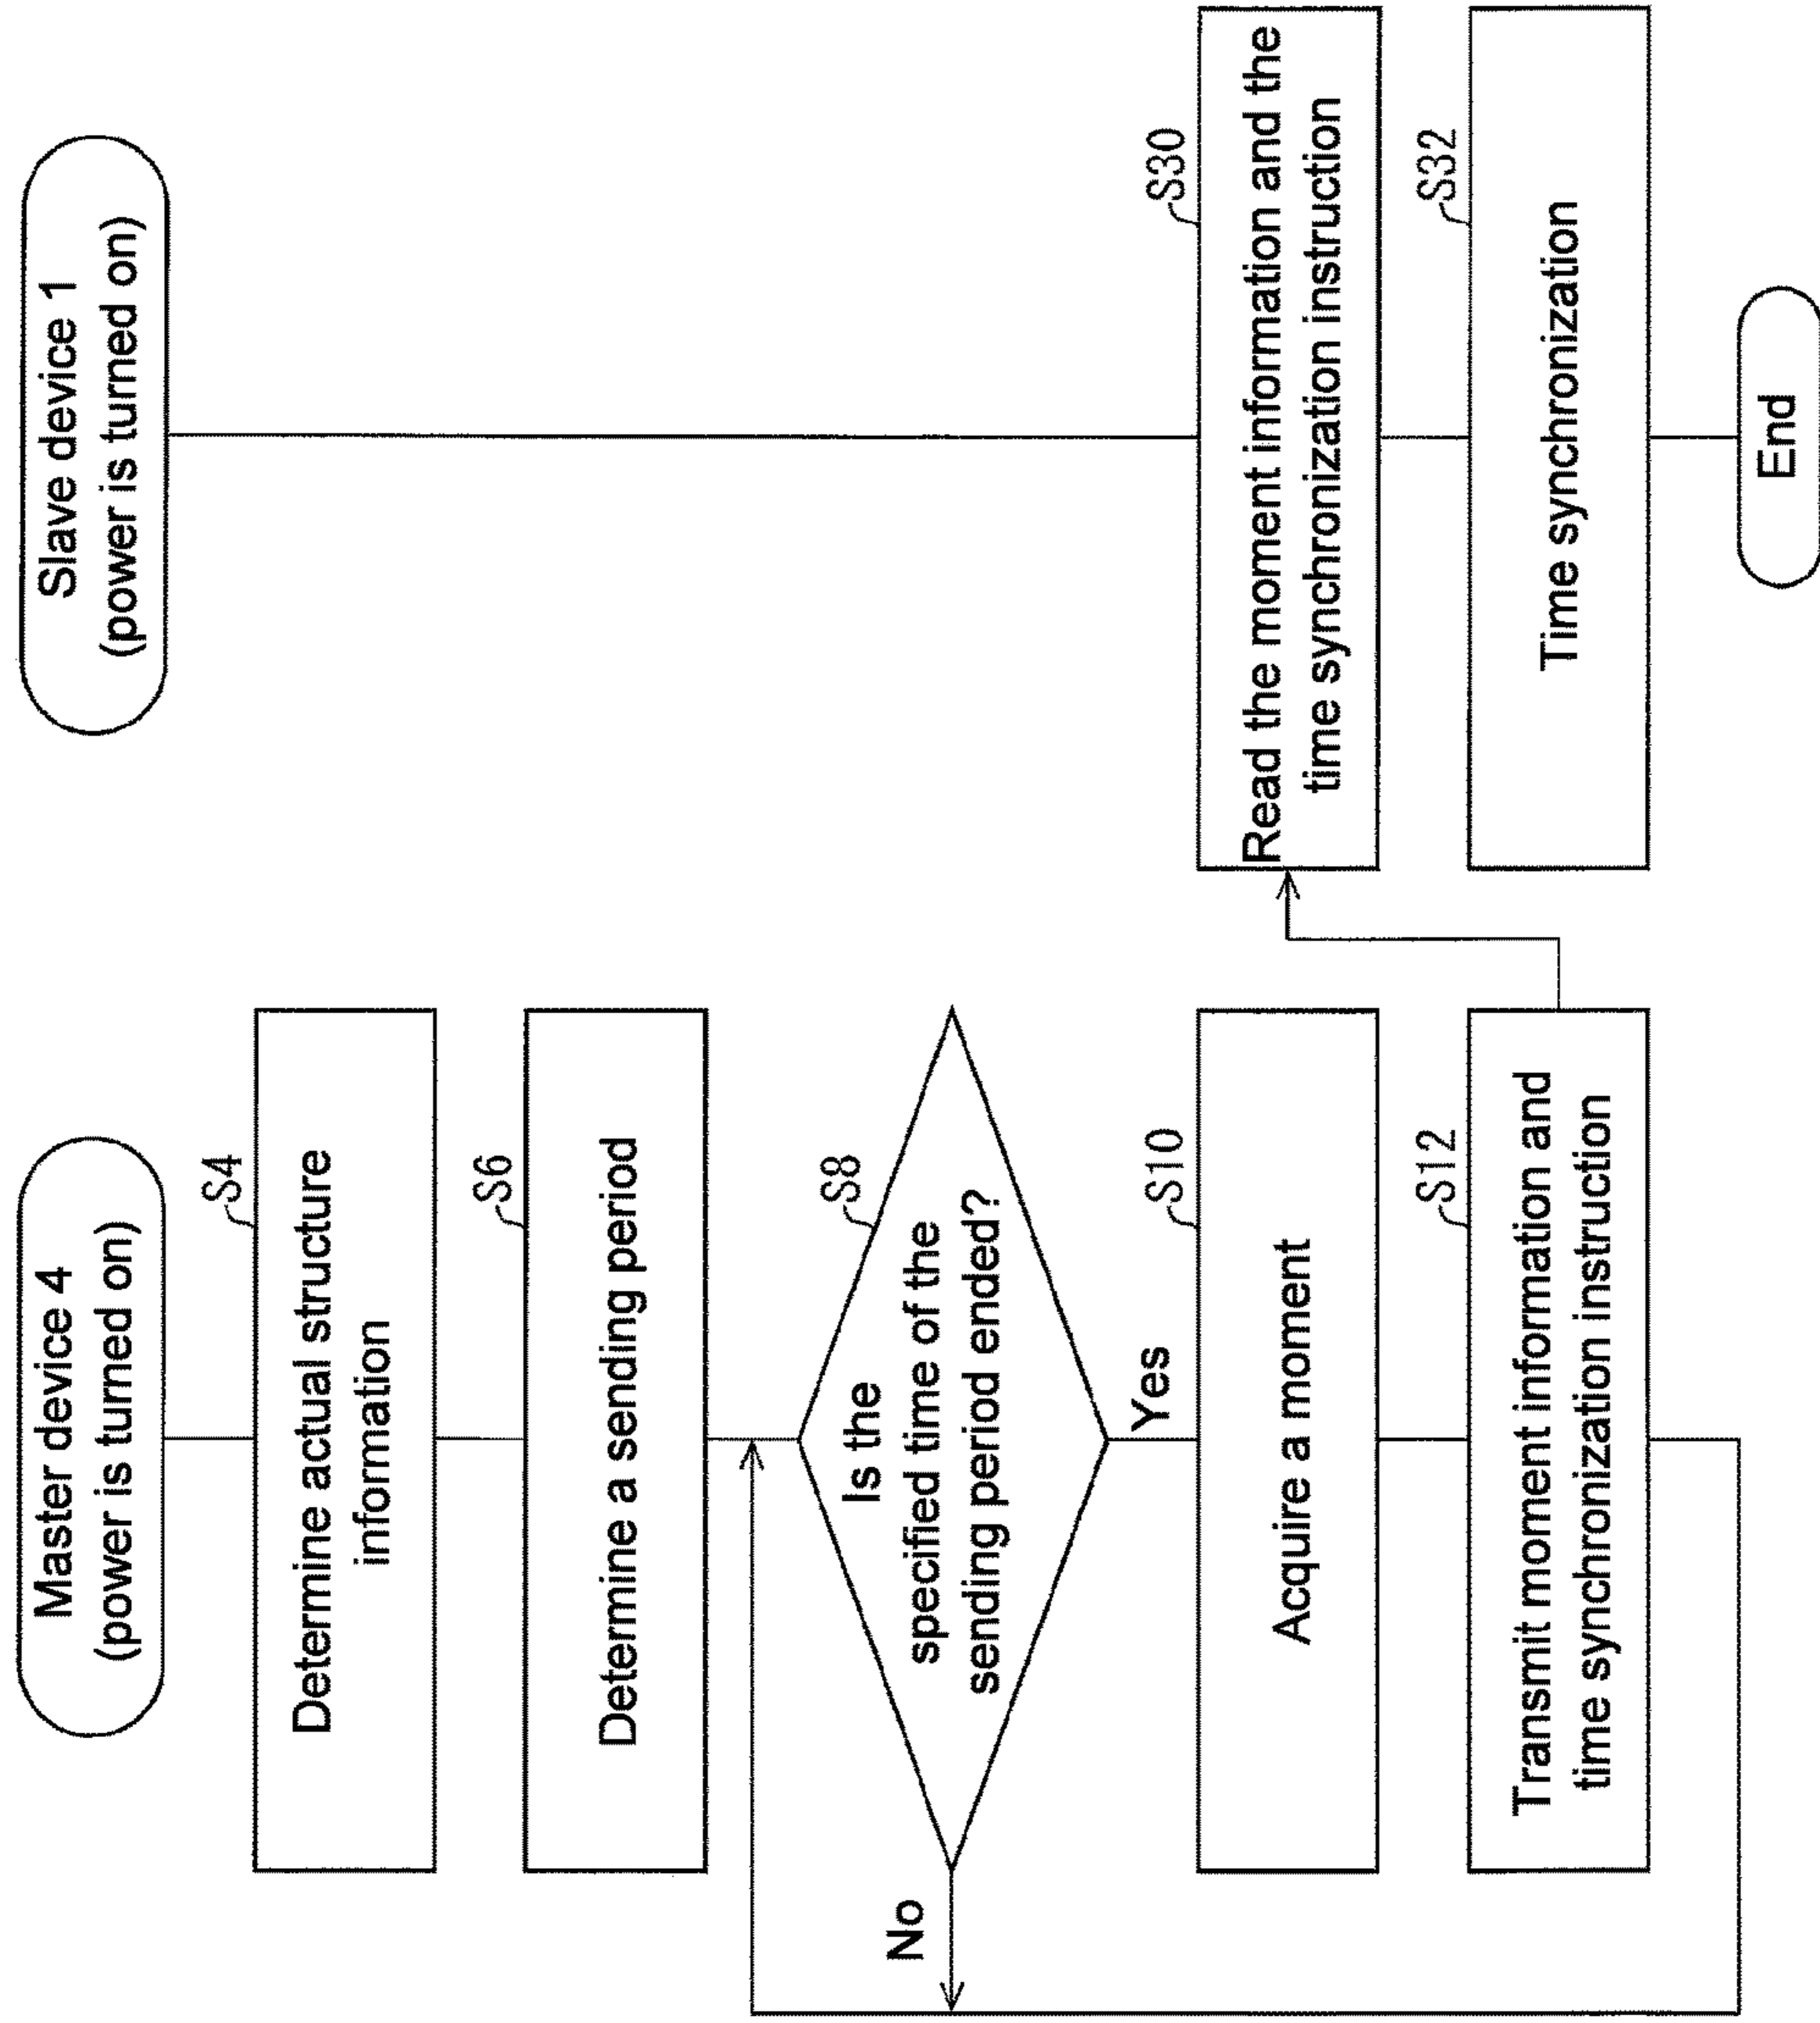 Master device 4
(power is turned on)
S4
Determine actual structure
information
S6
Determine a sending period
S8
Is the
specified time of the
sending period ended?
No
Yes
S10
Acquire a moment
S12
Transmit moment information and
time synchronization instruction
Slave device 1
(power is turned on)
S30
Read the moment information and the
time synchronization instruction
S32
Time synchronization
End